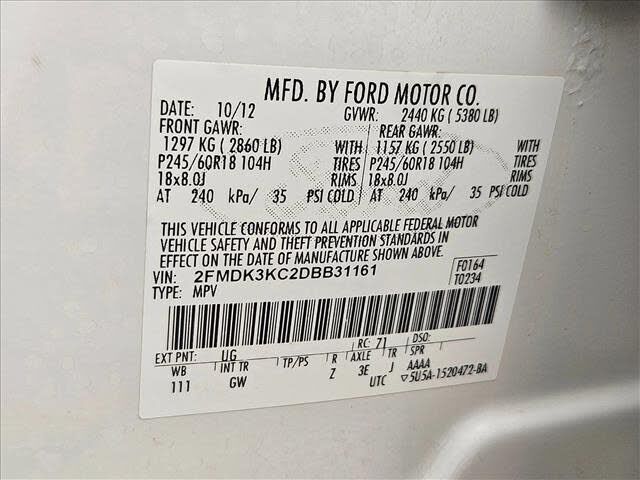 MFD. BY FORD MOTOR CO.
DATE: 10/12 GVWR: 2440 KG ( 5380 LB)
FRONT GAWR: REAR GAWR:
1297 KG ( 2860 LB) WITH 1157 KG ( 2550 LB) WITH
P245/60R18 104H TIRES P245/60R18 104H TIRES
18x8.0J RIMS 18x8.0J RIMS
AT 240 kPa/ 35 PSI COLD AT 240 kPa/ 35 PSI COLD
THIS VEHICLE CONFORMS TO ALL APPLICABLE FEDERAL MOTOR
VEHICLE SAFETY AND THEFT PREVENTION STANDARDS IN
EFFECT ON THE DATE OF MANUFACTURE SHOWN ABOVE.
VIN: 2FMDK3KC2DBB31161 F0164
TYPE: MPV T0234
EXT PNT: UG RC: 71 DSO:
WB INT TR TP/PS R AXLE TR SPR
111 GW Z 3E J AAAA
UTC ▽5U5A-1520472-BA